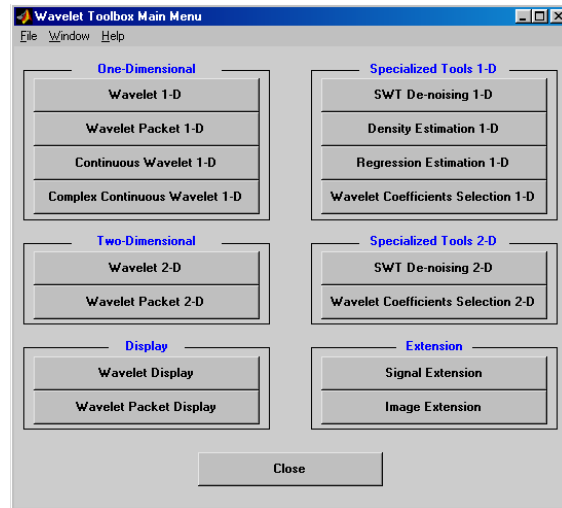 Wavelet Toolbox Main Menu
File Window Help
One-Dimensional
Wavelet 1-D
Wavelet Packet 1-D
Continuous Wavelet 1-D
Complex Continuous Wavelet 1-D
Specialized Tools 1-D
SWT De-noising 1-D
Density Estimation 1-D
Regression Estimation 1-D
Wavelet Coefficients Selection 1-D
Two-Dimensional
Wavelet 2-D
Wavelet Packet 2-D
Specialized Tools 2-D
SWT De-noising 2-D
Wavelet Coefficients Selection 2-D
Display
Wavelet Display
Wavelet Packet Display
Extension
Signal Extension
Image Extension
Close